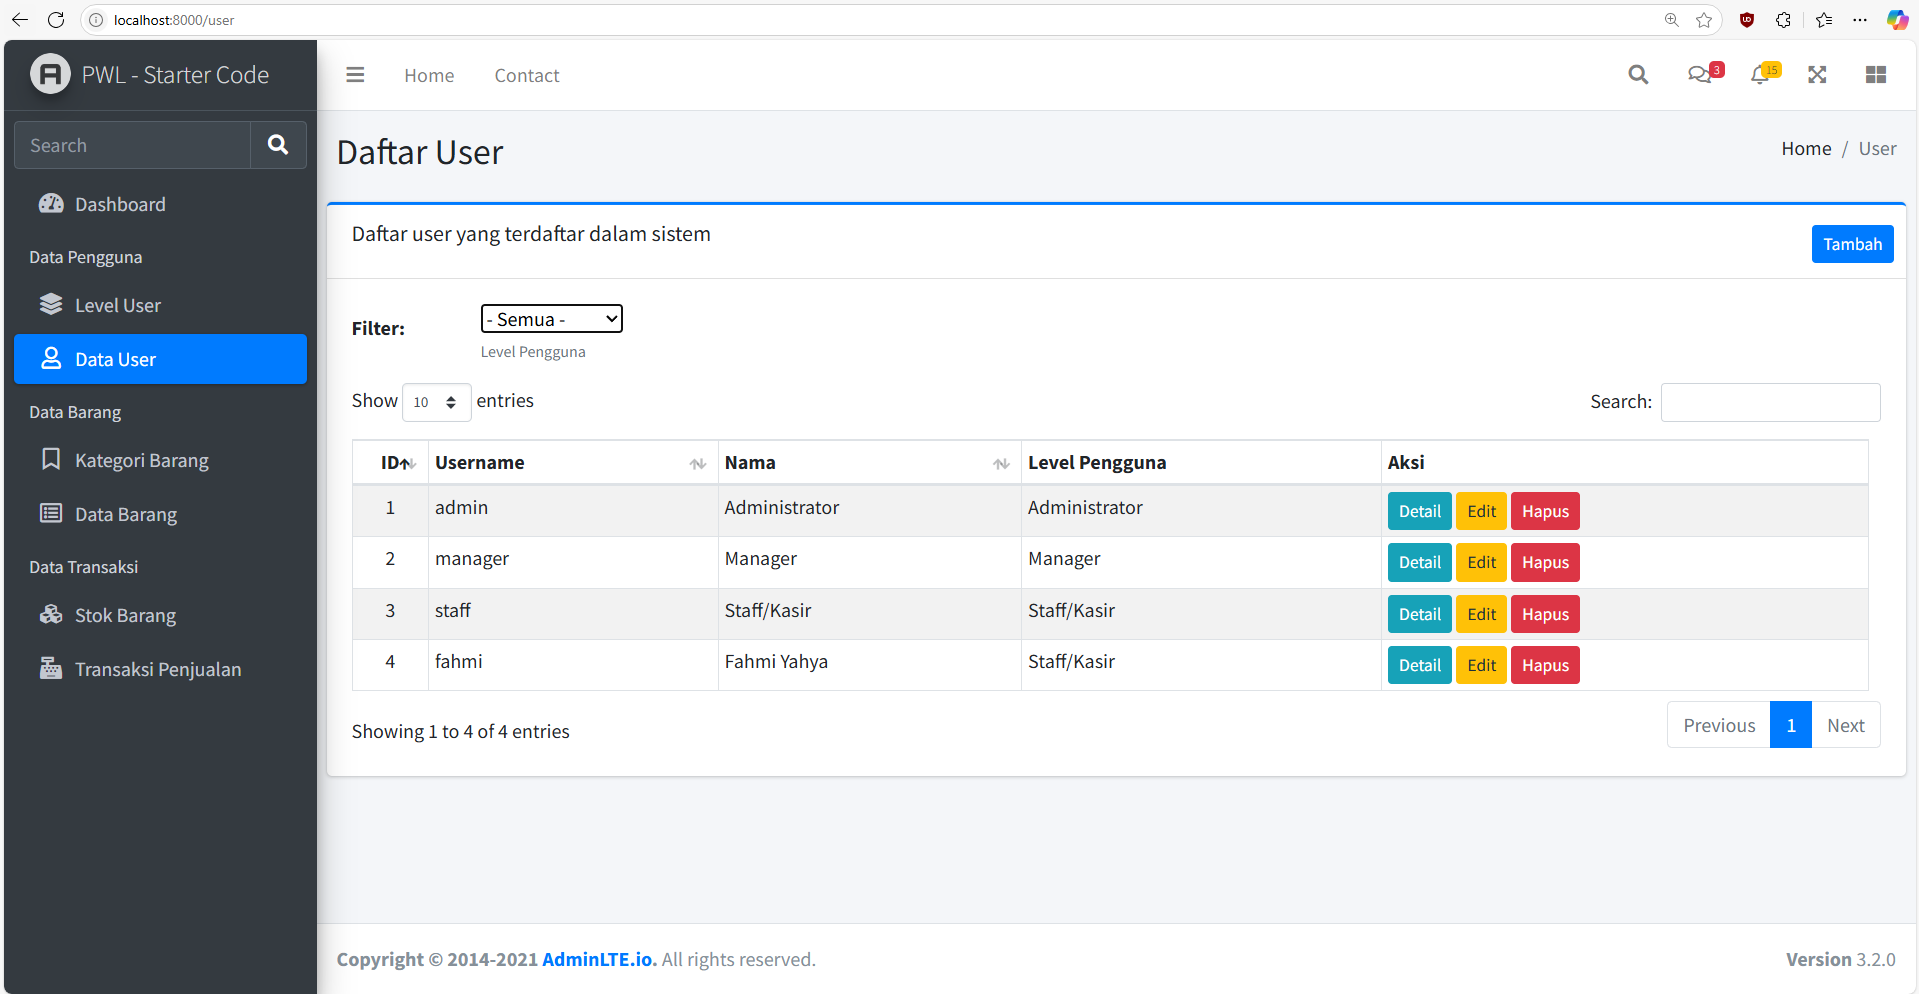 localhost:8000/user
PWL - Starter Code
Home Contact
3 15
Search
Dashboard
Data Pengguna
Level User
Data User
Data Barang
Kategori Barang
Data Barang
Data Transaksi
Stok Barang
Transaksi Penjualan
Daftar User
Home / User
Daftar user yang terdaftar dalam sistem
Tambah
Filter: - Semua -
Level Pengguna
Show 10 entries Search:
ID Username Nama Level Pengguna Aksi
1 admin Administrator Administrator Detail Edit Hapus
2 manager Manager Manager Detail Edit Hapus
3 staff Staff/Kasir Staff/Kasir Detail Edit Hapus
4 fahmi Fahmi Yahya Staff/Kasir Detail Edit Hapus
Showing 1 to 4 of 4 entries Previous 1 Next
Copyright © 2014-2021 AdminLTE.io. All rights reserved. Version 3.2.0